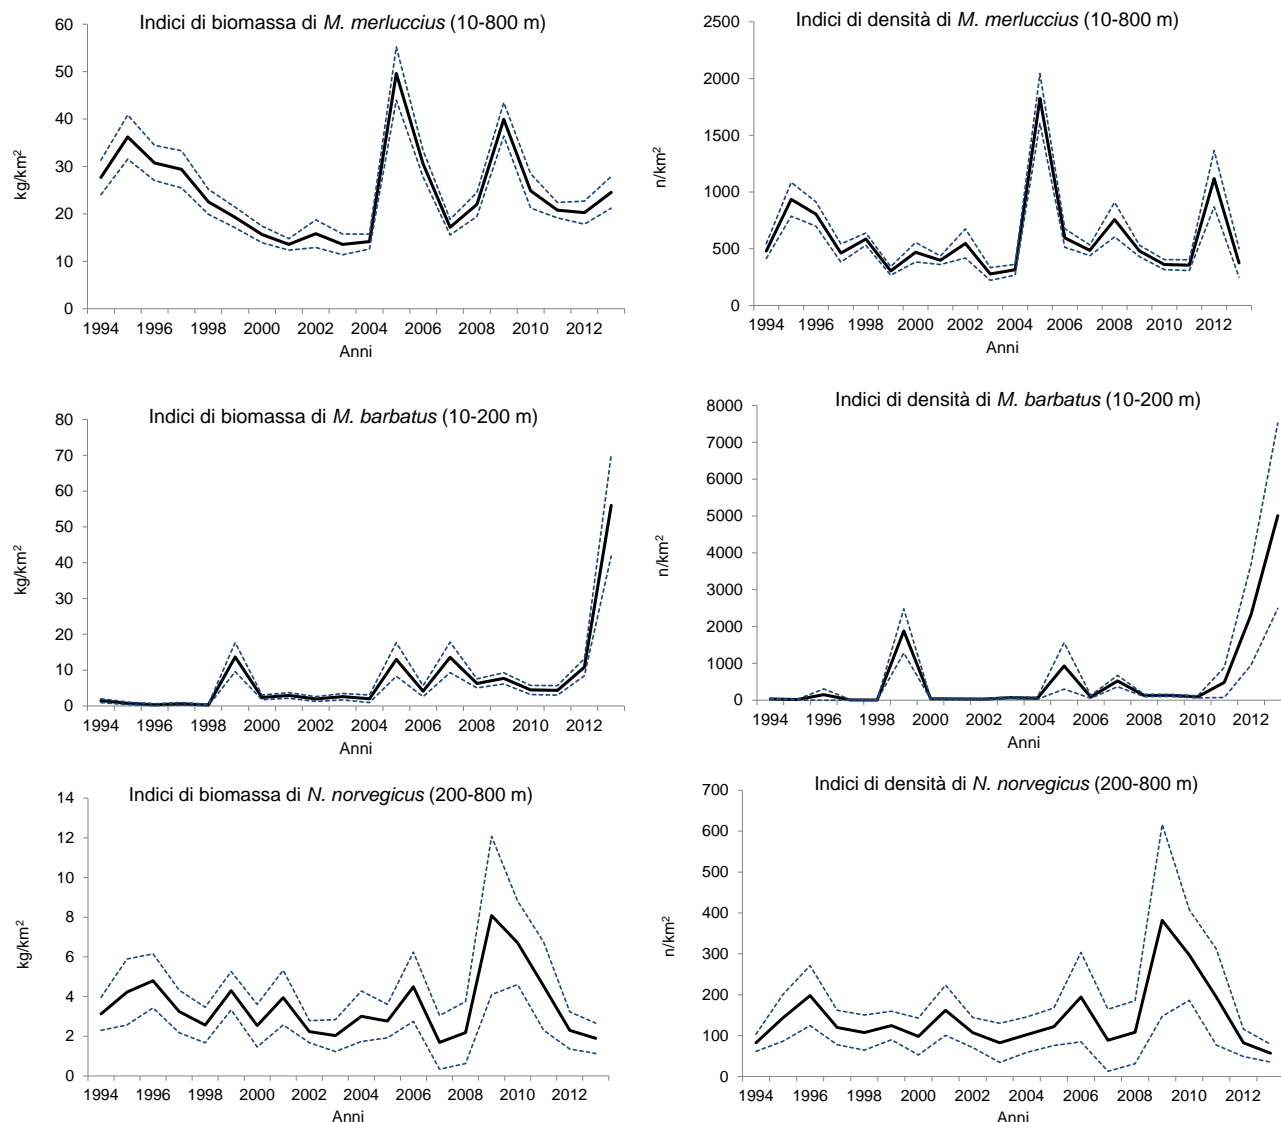 Indici di biomassa di M. merluccius (10-800 m)
60
50
40
30
20
10
0
kg/km²
1994 1996 1998 2000 2002 2004 2006 2008 2010 2012
Anni
Indici di densità di M. merluccius (10-800 m)
2500
2000
1500
1000
500
0
n/km²
1994 1996 1998 2000 2002 2004 2006 2008 2010 2012
Anni
Indici di biomassa di M. barbatus (10-200 m)
80
70
60
50
40
30
20
10
0
kg/km²
1994 1996 1998 2000 2002 2004 2006 2008 2010 2012
Anni
Indici di densità di M. barbatus (10-200 m)
8000
7000
6000
5000
4000
3000
2000
1000
0
n/km²
1994 1996 1998 2000 2002 2004 2006 2008 2010 2012
Anni
Indici di biomassa di N. norvegicus (200-800 m)
14
12
10
8
6
4
2
0
kg/km²
1994 1996 1998 2000 2002 2004 2006 2008 2010 2012
Anni
Indici di densità di N. norvegicus (200-800 m)
700
600
500
400
300
200
100
0
n/km²
1994 1996 1998 2000 2002 2004 2006 2008 2010 2012
Anni